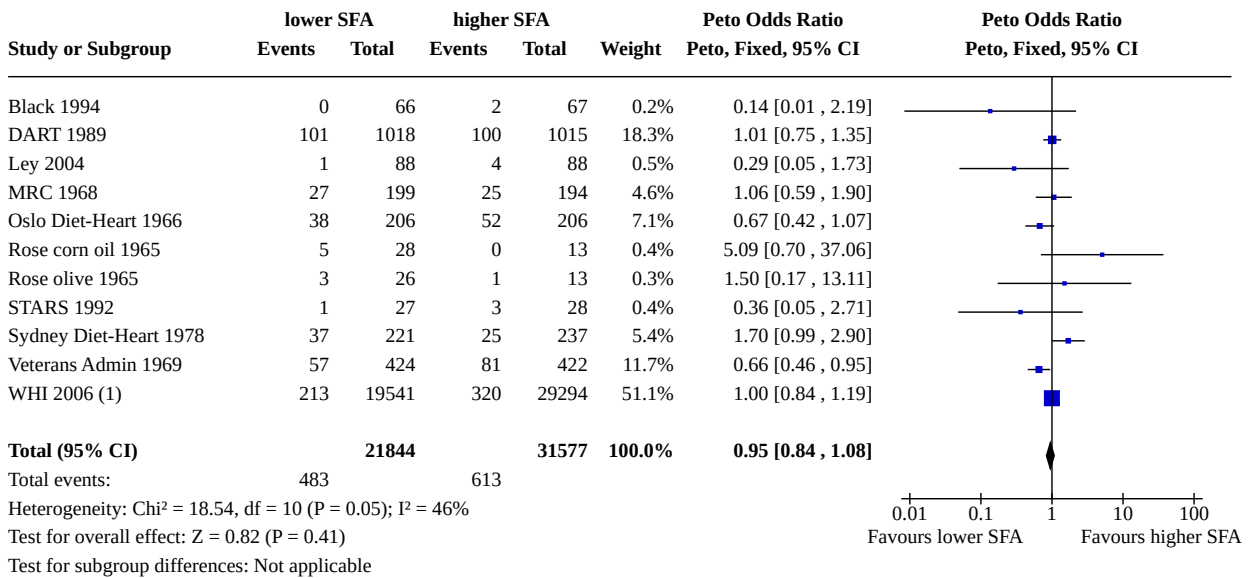 lower SFA higher SFA Peto Odds Ratio Peto Odds Ratio
Study or Subgroup Events Total Events Total Weight Peto, Fixed, 95% CI Peto, Fixed, 95% CI
Black 1994 0 66 2 67 0.2% 0.14 [0.01 , 2.19]
DART 1989 101 1018 100 1015 18.3% 1.01 [0.75 , 1.35]
Ley 2004 1 88 4 88 0.5% 0.29 [0.05 , 1.73]
MRC 1968 27 199 25 194 4.6% 1.06 [0.59 , 1.90]
Oslo Diet-Heart 1966 38 206 52 206 7.1% 0.67 [0.42 , 1.07]
Rose corn oil 1965 5 28 0 13 0.4% 5.09 [0.70 , 37.06]
Rose olive 1965 3 26 1 13 0.3% 1.50 [0.17 , 13.11]
STARS 1992 1 27 3 28 0.4% 0.36 [0.05 , 2.71]
Sydney Diet-Heart 1978 37 221 25 237 5.4% 1.70 [0.99 , 2.90]
Veterans Admin 1969 57 424 81 422 11.7% 0.66 [0.46 , 0.95]
WHI 2006 (1) 213 19541 320 29294 51.1% 1.00 [0.84 , 1.19]
Total (95% CI) 21844 31577 100.0% 0.95 [0.84 , 1.08]
Total events: 483 613
Heterogeneity: Chi² = 18.54, df = 10 (P = 0.05); I² = 46%
0.01 0.1 1 10 100
Test for overall effect: Z = 0.82 (P = 0.41)
Favours lower SFA Favours higher SFA
Test for subgroup differences: Not applicable